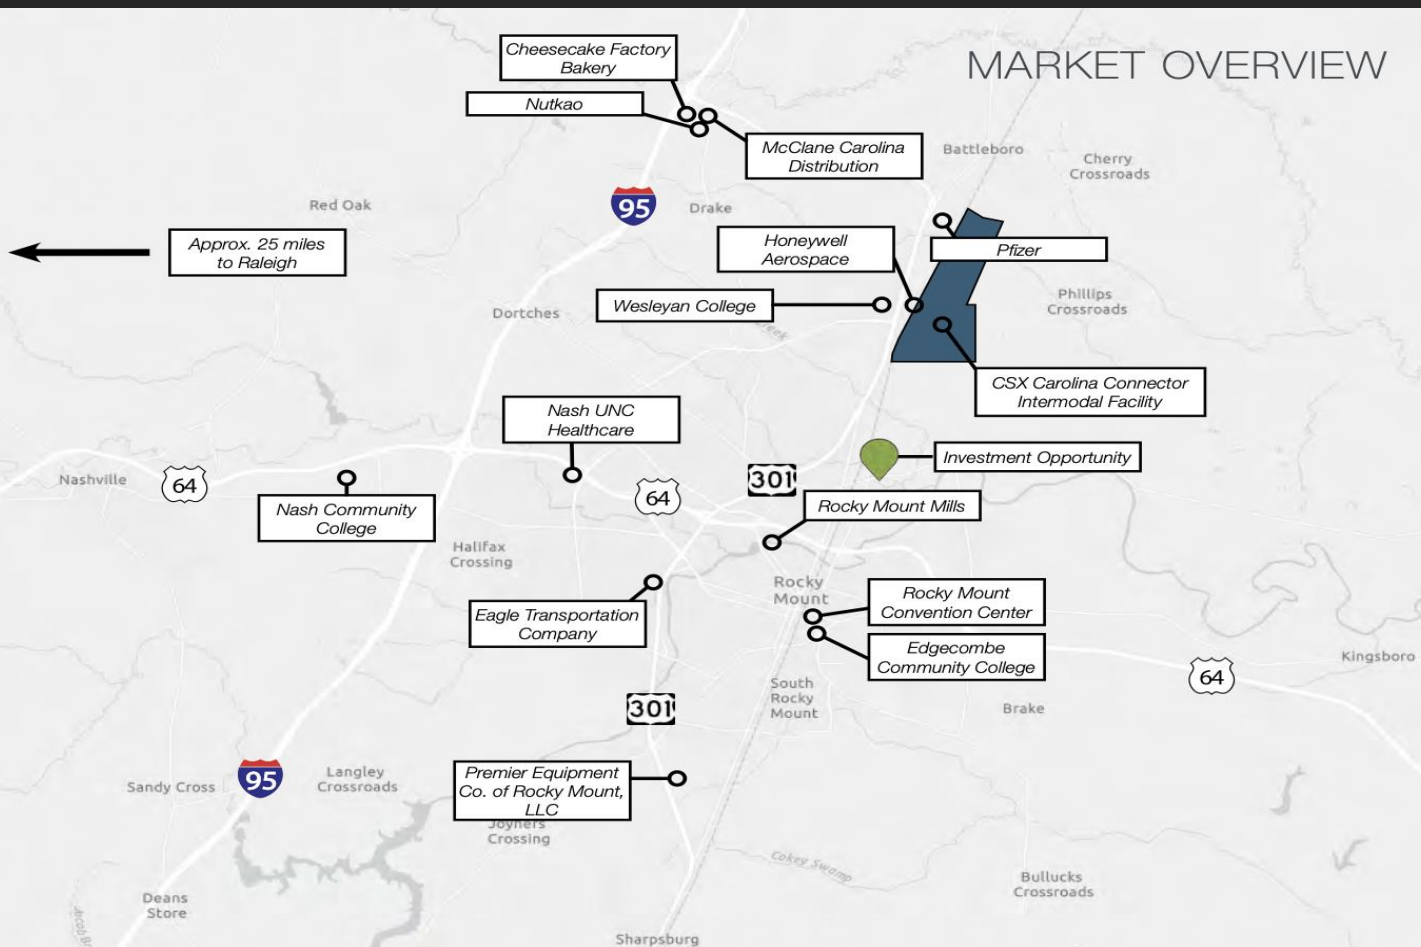 MARKET OVERVIEW
Cheesecake Factory
Bakery
Nutkao
McClane Carolina
Distribution
Battleboro
Cherry
Crossroads
95
Drake
Red Oak
Approx. 25 miles
to Raleigh
Honeywell
Aerospace
Pfizer
Wesleyan College
Phillips
Crossroads
Dortches
Creek
CSX Carolina Connector
Intermodal Facility
Nash UNC
Healthcare
Investment Opportunity
Nashville
64
Nash Community
College
64
301
Rocky Mount Mills
Halifax
Crossing
Rocky
Mount
Eagle Transportation
Company
Rocky Mount
Convention Center
Edgecombe
Community College
Kingsboro
64
South
Rocky
Mount
Brake
301
Sandy Cross
95
Langley
Crossroads
Premier Equipment
Co. of Rocky Mount,
LLC
Joyners
Crossing
Cokey Swamp
Bullucks
Crossroads
Deans
Store
Sharpsburg